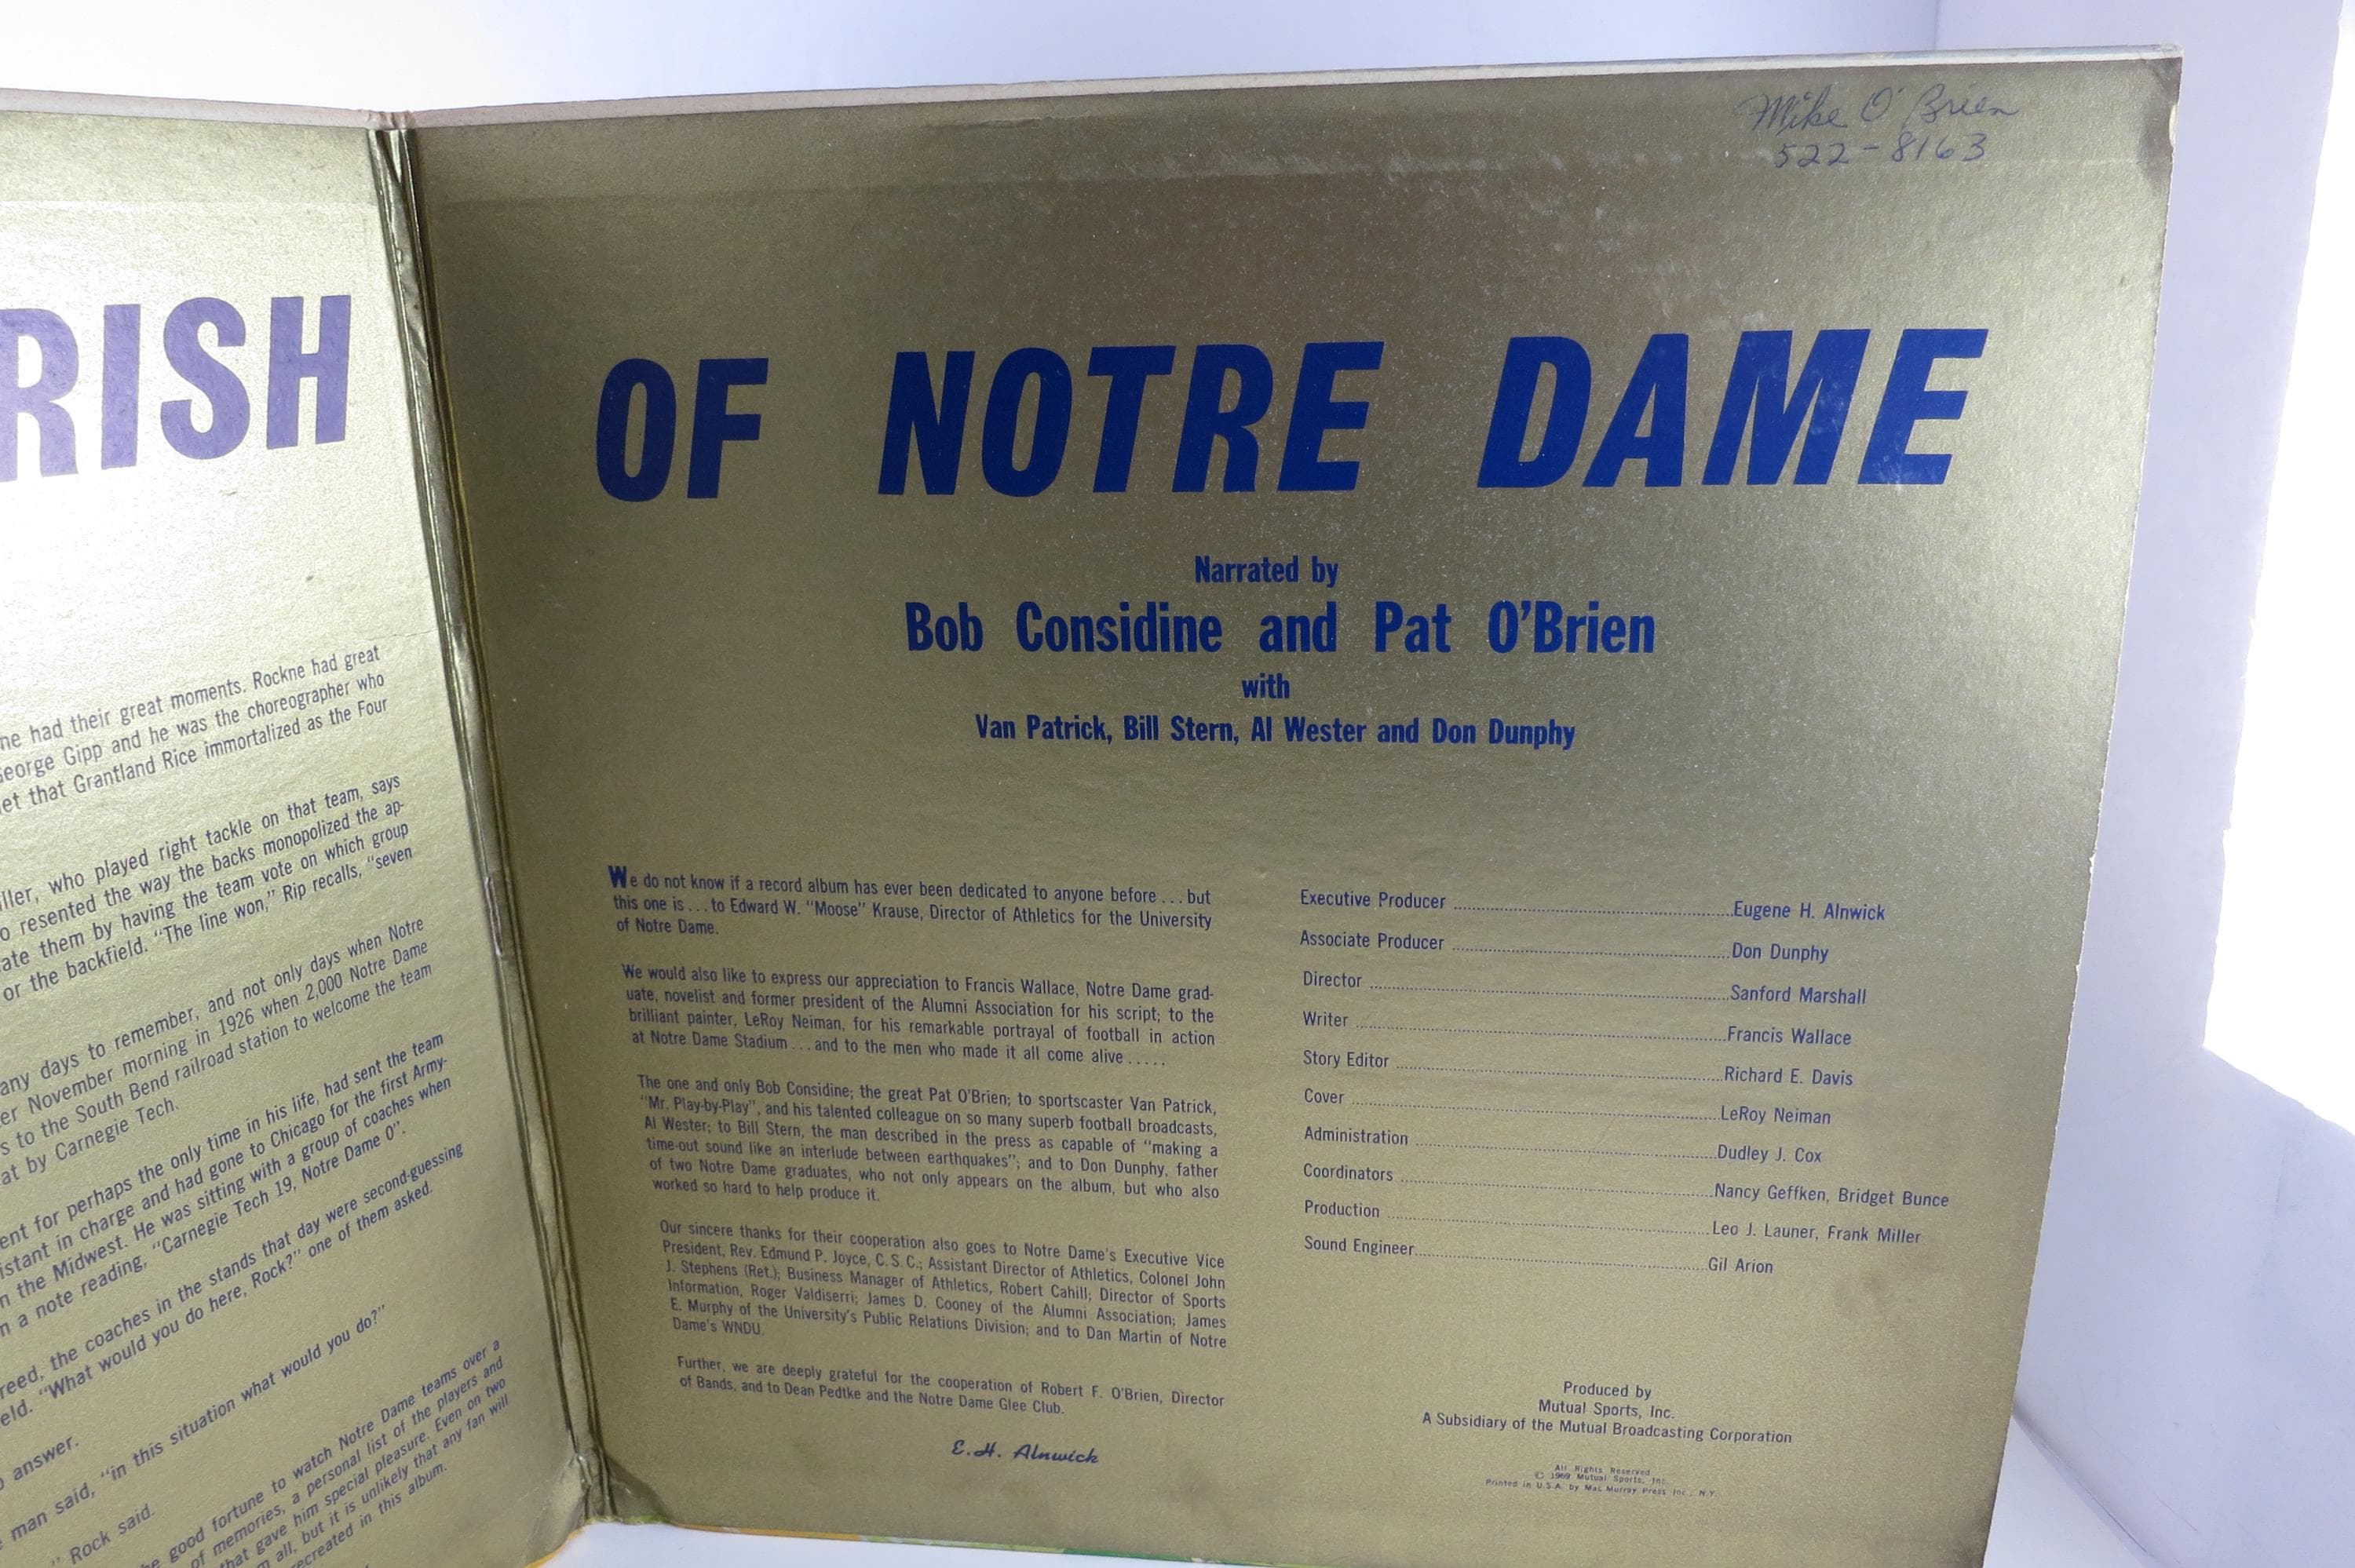 RISH
ne had their great moments. Rockne had great
George Gipp and he was the choreographer who
et that Grantland Rice immortalized as the Four
ller, who played right tackle on that team, says
o resented the way the backs monopolized the ap-
ate them by having the team vote on which group
or the backfield. "The line won," Rip recalls, "seven
any days to remember, and not only days when Notre
er November morning in 1926 when 2,000 Notre Dame
s to the South Bend railroad station to welcome the team
at by Carnegie Tech.
ent for perhaps the only time in his life, had sent the team
istant in charge and had gone to Chicago for the first Army-
n the Midwest. He was sitting with a group of coaches when
n a note reading, "Carnegie Tech 19, Notre Dame 0".
reed, the coaches in the stands that day were second-guessing
eld. "What would you do here, Rock?" one of them asked.
o answer.
man said, "in this situation what would you do?"
" Rock said.
he good fortune to watch Notre Dame teams over a
of memories, a personal list of the players and
that gave him special pleasure. Even on two
m all, but it is unlikely that any fan will
recreated in this album.
Mike O'Brien
522-8163
OF NOTRE DAME
Narrated by
Bob Considine and Pat O'Brien
with
Van Patrick, Bill Stern, Al Wester and Don Dunphy
We do not know if a record album has ever been dedicated to anyone before ... but
this one is ... to Edward W. "Moose" Krause, Director of Athletics for the University
of Notre Dame.
We would also like to express our appreciation to Francis Wallace, Notre Dame grad-
uate, novelist and former president of the Alumni Association for his script; to the
brilliant painter, LeRoy Neiman, for his remarkable portrayal of football in action
at Notre Dame Stadium ... and to the men who made it all come alive .....
The one and only Bob Considine; the great Pat O'Brien; to sportscaster Van Patrick,
"Mr. Play-by-Play", and his talented colleague on so many superb football broadcasts,
Al Wester; to Bill Stern, the man described in the press as capable of "making a
time-out sound like an interlude between earthquakes"; and to Don Dunphy, father
of two Notre Dame graduates, who not only appears on the album, but who also
worked so hard to help produce it.
Our sincere thanks for their cooperation also goes to Notre Dame's Executive Vice
President, Rev. Edmund P. Joyce, C.S.C.; Assistant Director of Athletics, Colonel John
J. Stephens (Ret.); Business Manager of Athletics, Robert Cahill; Director of Sports
Information, Roger Valdiserri; James D. Cooney of the Alumni Association; James
E. Murphy of the University's Public Relations Division; and to Dan Martin of Notre
Dame's WNDU.
Further, we are deeply grateful for the cooperation of Robert F. O'Brien, Director
of Bands, and to Dean Pedtke and the Notre Dame Glee Club.
E. H. Alnwick
Executive Producer ........ Eugene H. Alnwick
Associate Producer ........ Don Dunphy
Director ........ Sanford Marshall
Writer ........ Francis Wallace
Story Editor ........ Richard E. Davis
Cover ........ LeRoy Neiman
Administration ........ Dudley J. Cox
Coordinators ........ Nancy Geffken, Bridget Bunce
Production ........ Leo J. Launer, Frank Miller
Sound Engineer ........ Gil Arion
Produced by
Mutual Sports, Inc.
A Subsidiary of the Mutual Broadcasting Corporation
All Rights Reserved
© 1969 Mutual Sports, Inc.
Printed in U.S.A. by MacMurray Press Inc., N.Y.